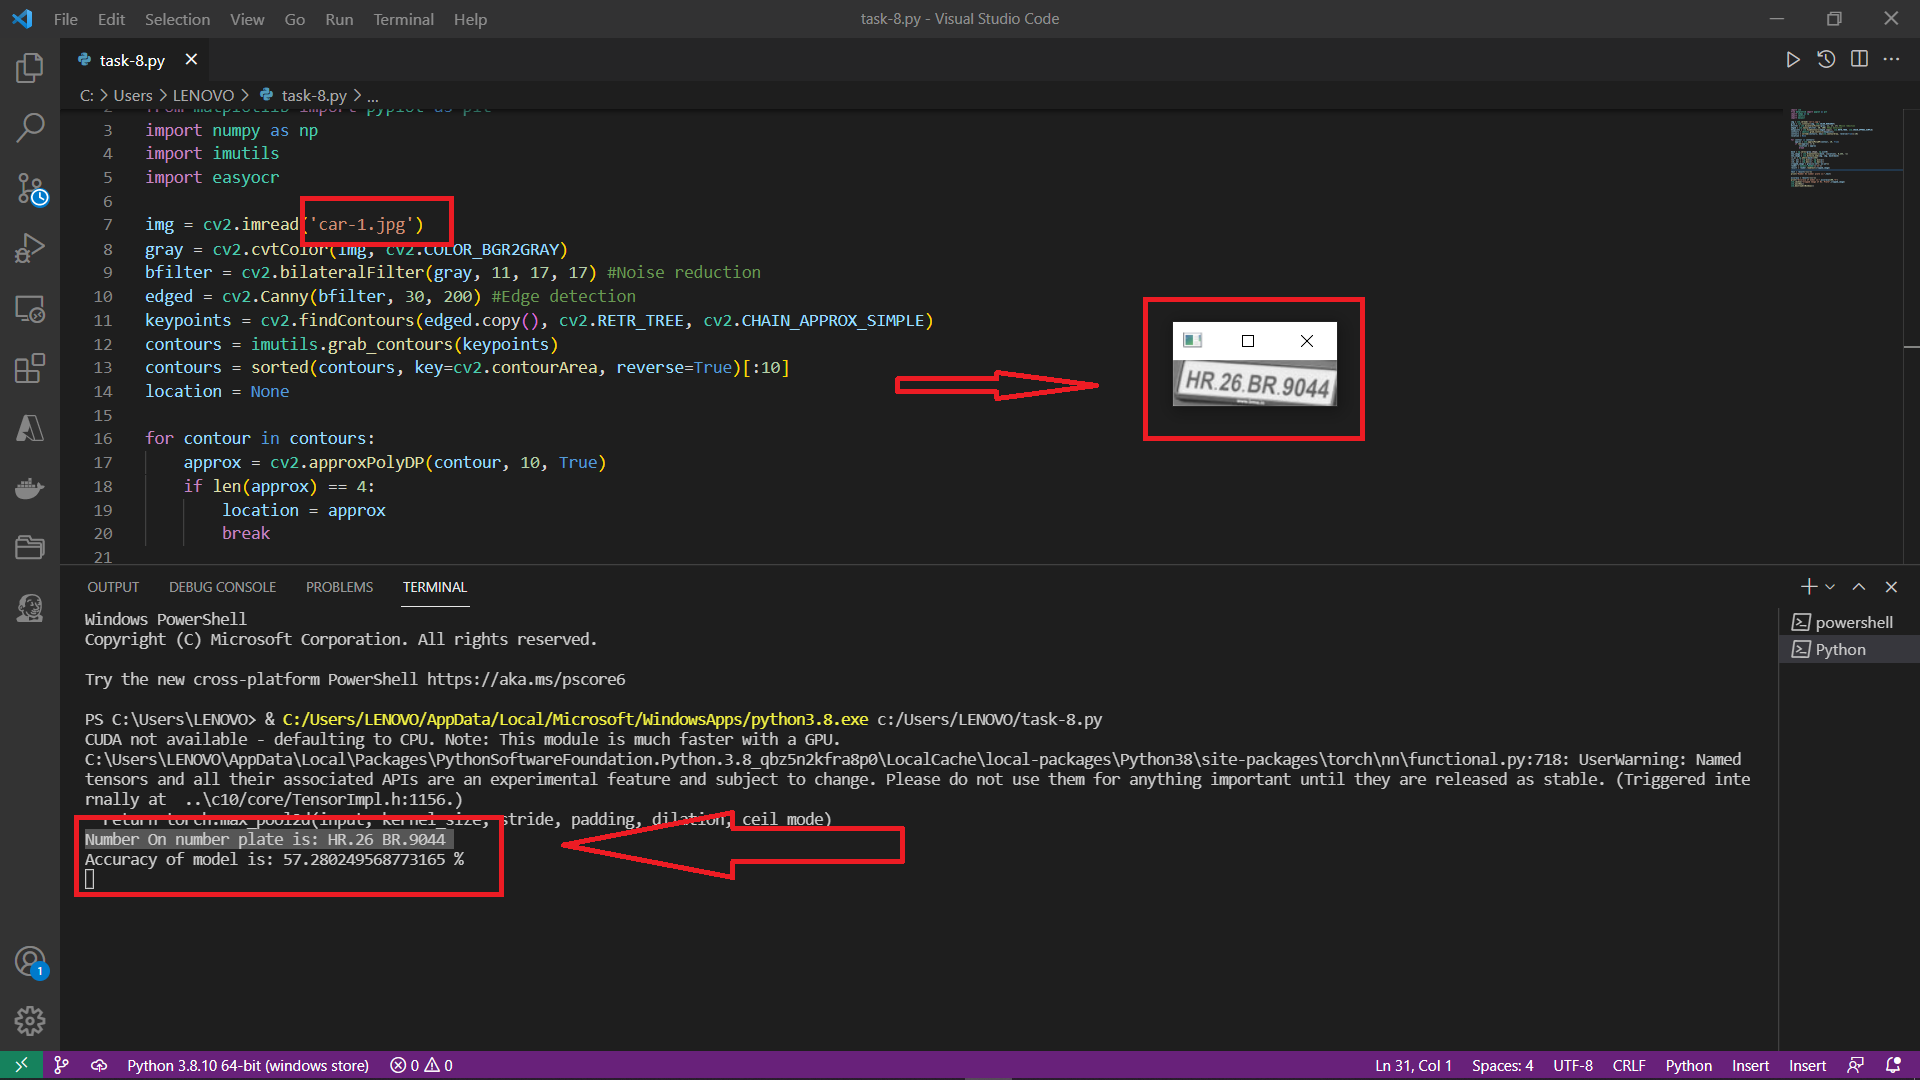 File Edit Selection View Go Run Terminal Help
task-8.py - Visual Studio Code
task-8.py
C: > Users > LENOVO > task-8.py > ...
2 from matplotlib import pyplot as plt
3 import numpy as np
4 import imutils
5 import easyocr
6
7 img = cv2.imread('car-1.jpg')
8 gray = cv2.cvtColor(img, cv2.COLOR_BGR2GRAY)
9 bfilter = cv2.bilateralFilter(gray, 11, 17, 17) #Noise reduction
10 edged = cv2.Canny(bfilter, 30, 200) #Edge detection
11 keypoints = cv2.findContours(edged.copy(), cv2.RETR_TREE, cv2.CHAIN_APPROX_SIMPLE)
12 contours = imutils.grab_contours(keypoints)
13 contours = sorted(contours, key=cv2.contourArea, reverse=True)[:10]
14 location = None
15
16 for contour in contours:
17 approx = cv2.approxPolyDP(contour, 10, True)
18 if len(approx) == 4:
19 location = approx
20 break
21
HR.26.BR.9044
OUTPUT DEBUG CONSOLE PROBLEMS TERMINAL
powershell
Python
Windows PowerShell
Copyright (C) Microsoft Corporation. All rights reserved.
Try the new cross-platform PowerShell https://aka.ms/pscore6
PS C:\Users\LENOVO> & C:/Users/LENOVO/AppData/Local/Microsoft/WindowsApps/python3.8.exe c:/Users/LENOVO/task-8.py
CUDA not available - defaulting to CPU. Note: This module is much faster with a GPU.
C:\Users\LENOVO\AppData\Local\Packages\PythonSoftwareFoundation.Python.3.8_qbz5n2kfra8p0\LocalCache\local-packages\Python38\site-packages\torch\nn\functional.py:718: UserWarning: Named
tensors and all their associated APIs are an experimental feature and subject to change. Please do not use them for anything important until they are released as stable. (Triggered inte
rnally at  ..\c10/core/TensorImpl.h:1156.)
return torch.max_pool2d(input, kernel_size, stride, padding, dilation, ceil_mode)
Number On number plate is: HR.26 BR.9044
Accuracy of model is: 57.280249568773165 %
1
Python 3.8.10 64-bit (windows store) 0 0
Ln 31, Col 1 Spaces: 4 UTF-8 CRLF Python Insert Insert